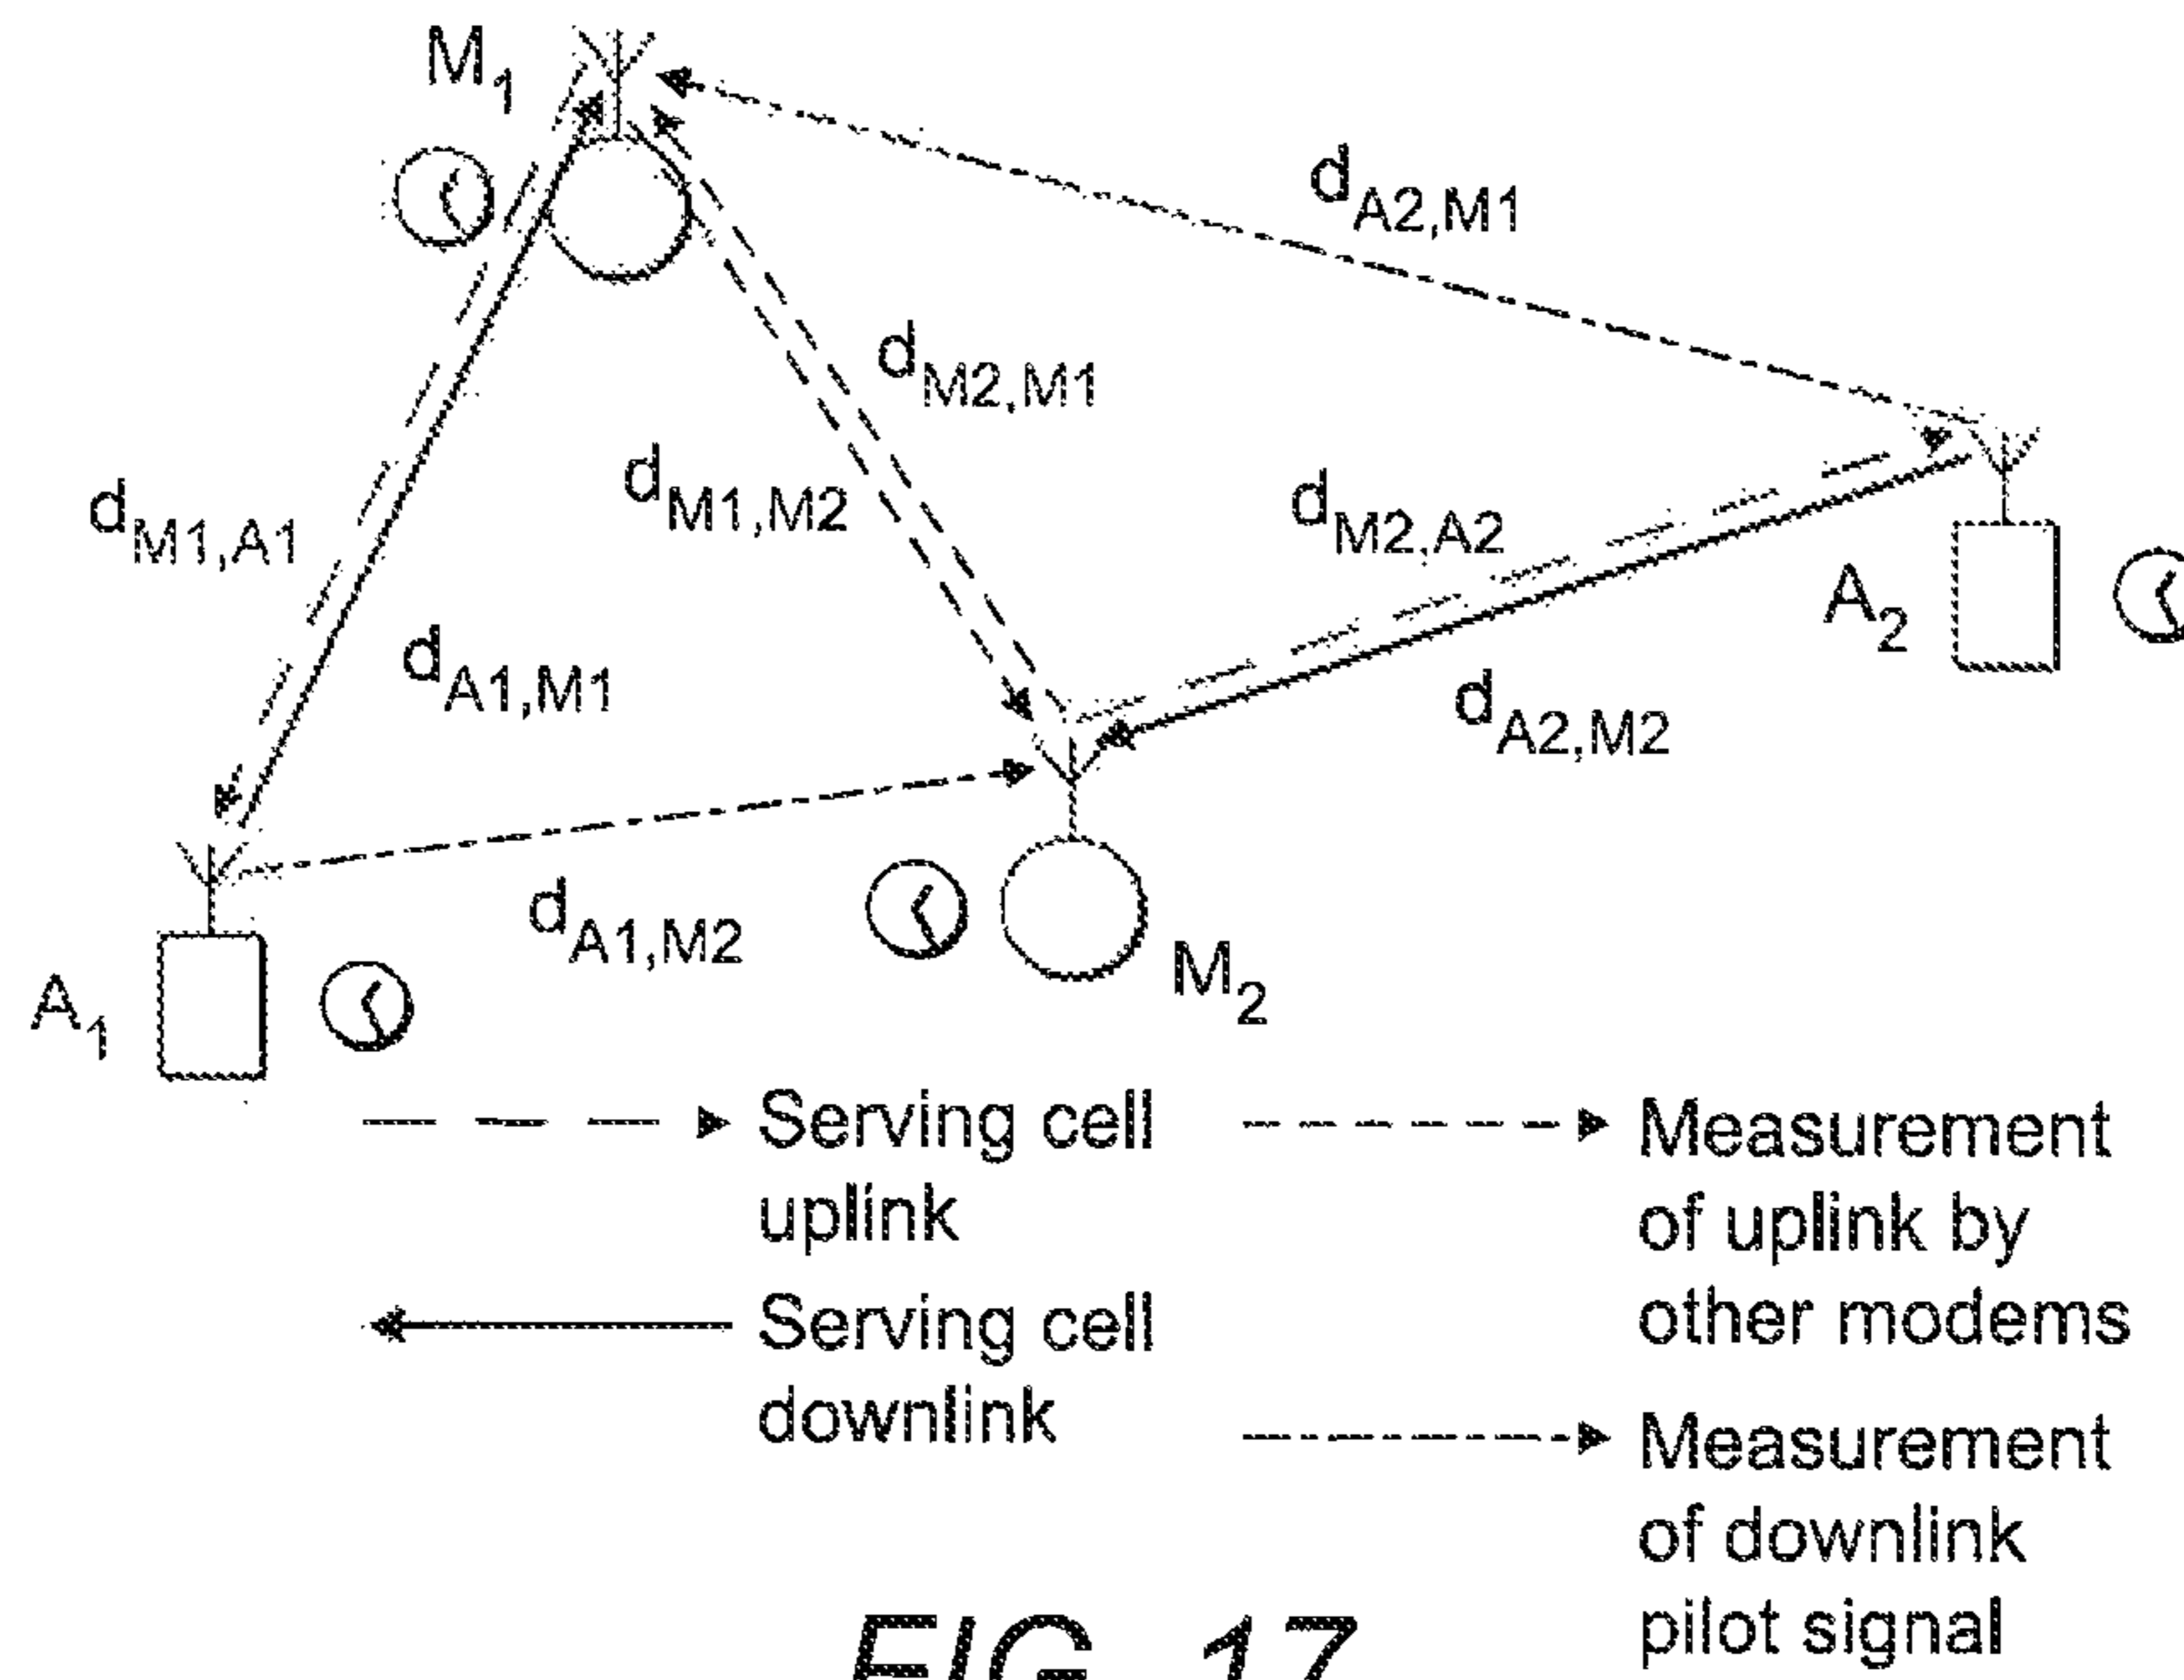 M1
dA2,M1
dM2,M1
dM1,M2
dM1,A1
dM2,A2
A2
dA1,M1
dA2,M2
dA1,M2
M2
A1
Serving cell
uplink
Serving cell
downlink
Measurement
of uplink by
other modems
Measurement
of downlink
pilot signal
FIG. 17